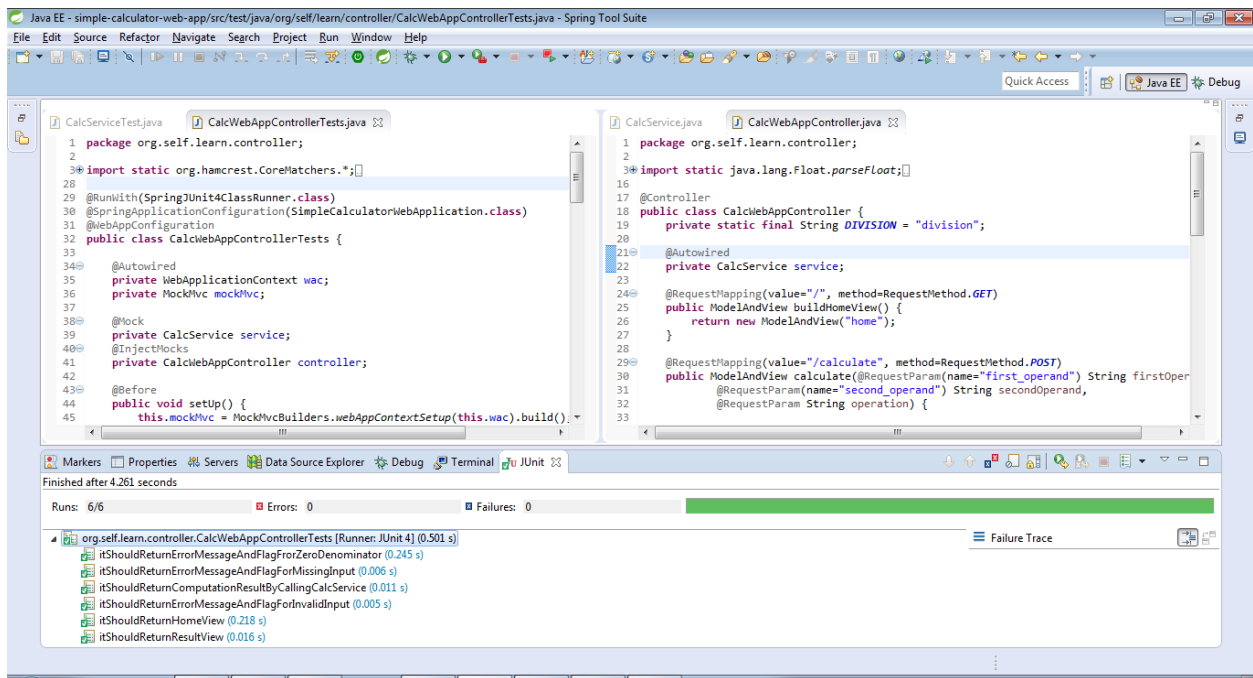 Java EE - simple-calculator-web-app/src/test/java/org/self/learn/controller/CalcWebAppControllerTests.java - Spring Tool Suite
File Edit Source Refactor Navigate Search Project Run Window Help
Quick Access Java EE Debug
CalcServiceTest.java CalcWebAppControllerTests.java
1 package org.self.learn.controller;
2
3 import static org.hamcrest.CoreMatchers.*;
28
29 @RunWith(SpringJUnit4ClassRunner.class)
30 @SpringApplicationConfiguration(SimpleCalculatorWebApplication.class)
31 @WebAppConfiguration
32 public class CalcWebAppControllerTests {
33
34 @Autowired
35 private WebApplicationContext wac;
36 private MockMvc mockMvc;
37
38 @Mock
39 private CalcService service;
40 @InjectMocks
41 private CalcWebAppController controller;
42
43 @Before
44 public void setUp() {
45 this.mockMvc = MockMvcBuilders.webAppContextSetup(this.wac).build();
CalcService.java CalcWebAppController.java
1 package org.self.learn.controller;
2
3 import static java.lang.Float.parseFloat;
16
17 @Controller
18 public class CalcWebAppController {
19 private static final String DIVISION = "division";
20
21 @Autowired
22 private CalcService service;
23
24 @RequestMapping(value="/", method=RequestMethod.GET)
25 public ModelAndView buildHomeView() {
26 return new ModelAndView("home");
27 }
28
29 @RequestMapping(value="/calculate", method=RequestMethod.POST)
30 public ModelAndView calculate(@RequestParam(name="first_operand") String firstOper
31 @RequestParam(name="second_operand") String secondOperand,
32 @RequestParam String operation) {
33
Markers Properties Servers Data Source Explorer Debug Terminal JUnit
Finished after 4.261 seconds
Runs: 6/6 Errors: 0 Failures: 0
org.self.learn.controller.CalcWebAppControllerTests [Runner: JUnit 4] (0.501 s)
itShouldReturnErrorMessageAndFlagFrorZeroDenominator (0.245 s)
itShouldReturnErrorMessageAndFlagForMissingInput (0.006 s)
itShouldReturnComputationResultByCallingCalcService (0.011 s)
itShouldReturnErrorMessageAndFlagForInvalidInput (0.005 s)
itShouldReturnHomeView (0.218 s)
itShouldReturnResultView (0.016 s)
Failure Trace